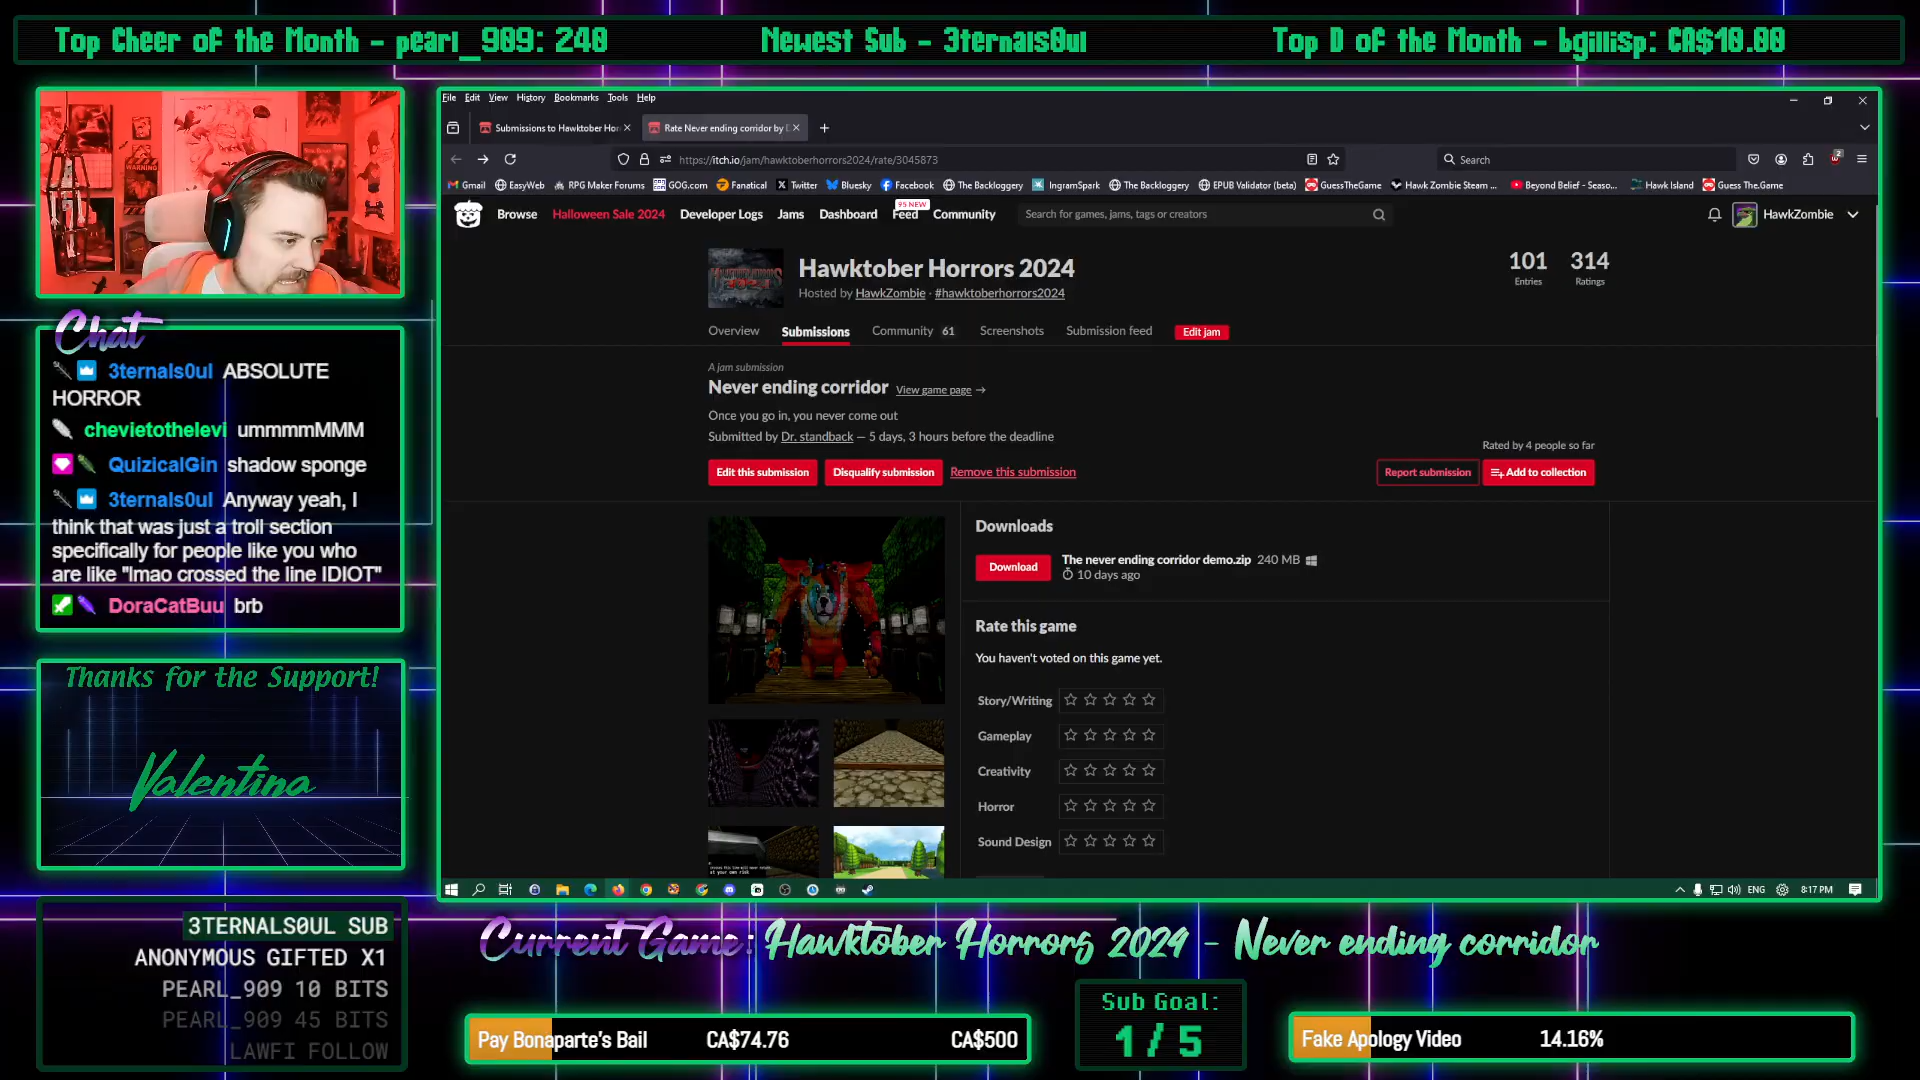 Top Cheer of the Month - pearl_909: 240
Newest Sub - 3ternals0ul
Top D of the Month - bgillisp: CA$10.00
File Edit View History Bookmarks Tools Help
Submissions to Hawktober Hor
Rate Never ending corridor by
https://itch.io/jam/hawktoberhorrors2024/rate/3045873
Search
2
Gmail
EasyWeb
RPG Maker Forums
GOG.com
Fanatical
Twitter
Bluesky
Facebook
The Backloggery
IngramSpark
The Backloggery
EPUB Validator (beta)
GuessTheGame
Hawk Zombie Steam ...
Beyond Belief - Seaso...
Hawk Island
Guess The.Game
95 NEW
Browse
Halloween Sale 2024
Developer Logs
Jams
Dashboard
Feed
Community
Search for games, jams, tags or creators
HawkZombie
Hawktober Horrors 2024
Hosted by HawkZombie · #hawktoberhorrors2024
101
Entries
314
Ratings
Overview
Submissions
Community 61
Screenshots
Submission feed
Edit jam
A jam submission
Never ending corridor View game page →
Once you go in, you never come out
Submitted by Dr. standback — 5 days, 3 hours before the deadline
Rated by 4 people so far
Edit this submission
Disqualify submission
Remove this submission
Report submission
Add to collection
Downloads
Download
The never ending corridor demo.zip 240 MB
10 days ago
Rate this game
You haven't voted on this game yet.
Story/Writing
Gameplay
Creativity
Horror
Sound Design
at your own risk
ENG
8:17 PM
WARNING
Chat
3ternals0ul ABSOLUTE
HORROR
chevietothelevi ummmmMMM
QuizicalGin shadow sponge
3ternals0ul Anyway yeah, I
think that was just a troll section
specifically for people like you who
are like "lmao crossed the line IDIOT"
DoraCatBuu brb
Thanks for the Support!
Valentina
3TERNALS0UL SUB
ANONYMOUS GIFTED X1
PEARL_909 10 BITS
PEARL_909 45 BITS
LAWFI FOLLOW
Current Game: Hawktober Horrors 2024 - Never ending corridor
Pay Bonaparte's Bail CA$74.76 CA$500
Sub Goal:
1 / 5
Fake Apology Video 14.16%